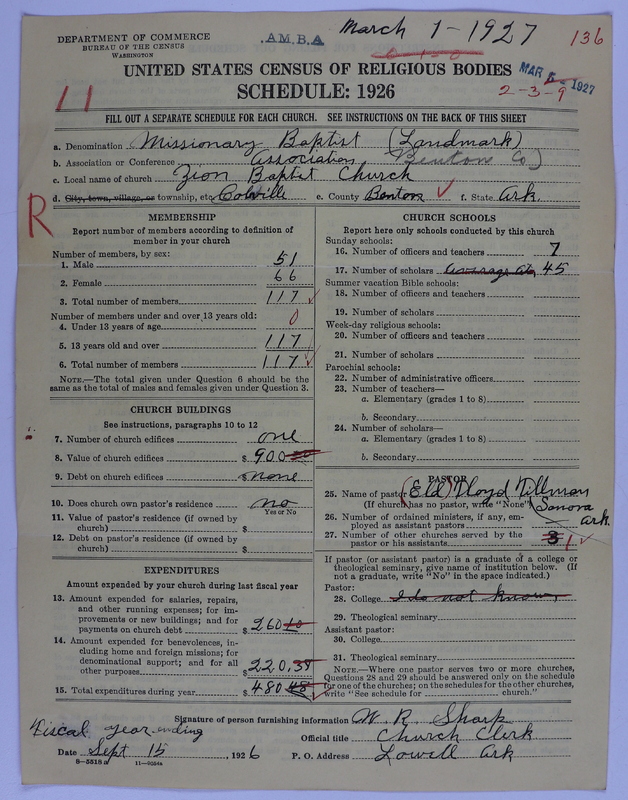 DEPARTMENT OF COMMERCE
BUREAU OF THE CENSUS
WASHINGTON
A.M.B.A
March 1-1927
136
UNITED STATES CENSUS OF RELIGIOUS BODIES
SCHEDULE: 1926
MAR 5-1927
2-3-9
11
FILL OUT A SEPARATE SCHEDULE FOR EACH CHURCH. SEE INSTRUCTIONS ON THE BACK OF THIS SHEET
a. Denomination Missionary Baptist (Landmark)
b. Association or Conference Association Benton Co)
c. Local name of church Zion Baptist Church
d. City, town, village, or township, etc. Colville e. County Benton f. State Ark.
R
MEMBERSHIP
Report number of members according to definition of
member in your church
Number of members, by sex:
1. Male 51
2. Female 66
3. Total number of members 117
Number of members under and over 13 years old:
4. Under 13 years of age 0
5. 13 years old and over 117
6. Total number of members 117
NOTE.—The total given under Question 6 should be the
same as the total of males and females given under Question 3.
CHURCH BUILDINGS
See instructions, paragraphs 10 to 12
7. Number of church edifices one
8. Value of church edifices $ 900 00
9. Debt on church edifices $ none
10. Does church own pastor's residence no
Yes or No
11. Value of pastor's residence (if owned by
church) $
12. Debt on pastor's residence (if owned by
church) $
EXPENDITURES
Amount expended by your church during last fiscal year
13. Amount expended for salaries, repairs,
and other running expenses; for im-
provements or new buildings; and for
payments on church debt $ 260 10
14. Amount expended for benevolences, in-
cluding home and foreign missions; for
denominational support; and for all
other purposes $ 220.38
15. Total expenditures during year $ 480 48
CHURCH SCHOOLS
Report here only schools conducted by this church
Sunday schools:
16. Number of officers and teachers 7
17. Number of scholars average at, 45
Summer vacation Bible schools:
18. Number of officers and teachers
19. Number of scholars
Week-day religious schools:
20. Number of officers and teachers
21. Number of scholars
Parochial schools:
22. Number of administrative officers
23. Number of teachers—
a. Elementary (grades 1 to 8)
b. Secondary
24. Number of scholars—
a. Elementary (grades 1 to 8)
b. Secondary
PASTOR
25. Name of pastor (Eld) Floyd Tillman
(If church has no pastor, write "None") Sonora
Ark.
26. Number of ordained ministers, if any, em-
ployed as assistant pastors
27. Number of other churches served by the
pastor or his assistants 3 1
If pastor (or assistant pastor) is a graduate of a college or
theological seminary, give name of institution below. (If
not a graduate, write "No" in the space indicated.)
Pastor:
28. College I do not know,
29. Theological seminary
Assistant pastor:
30. College
31. Theological seminary
NOTE.—Where one pastor serves two or more churches,
Questions 28 and 29 should be answered only on the schedule
for one of the churches; on the schedules for the other churches,
write "See schedule for church."
Signature of person furnishing information W. R. Sharp
Fiscal year ending
Official title Church Clerk
Date Sept 15, 1926 P. O. Address Lowell Ark
8-5518a 11-9054a